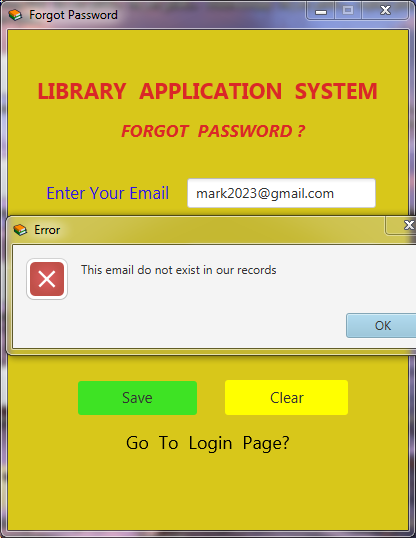 Forgot Password
LIBRARY APPLICATION SYSTEM
FORGOT PASSWORD ?
Enter Your Email
mark2023@gmail.com
Error
This email do not exist in our records
OK
Save
Clear
Go To Login Page?